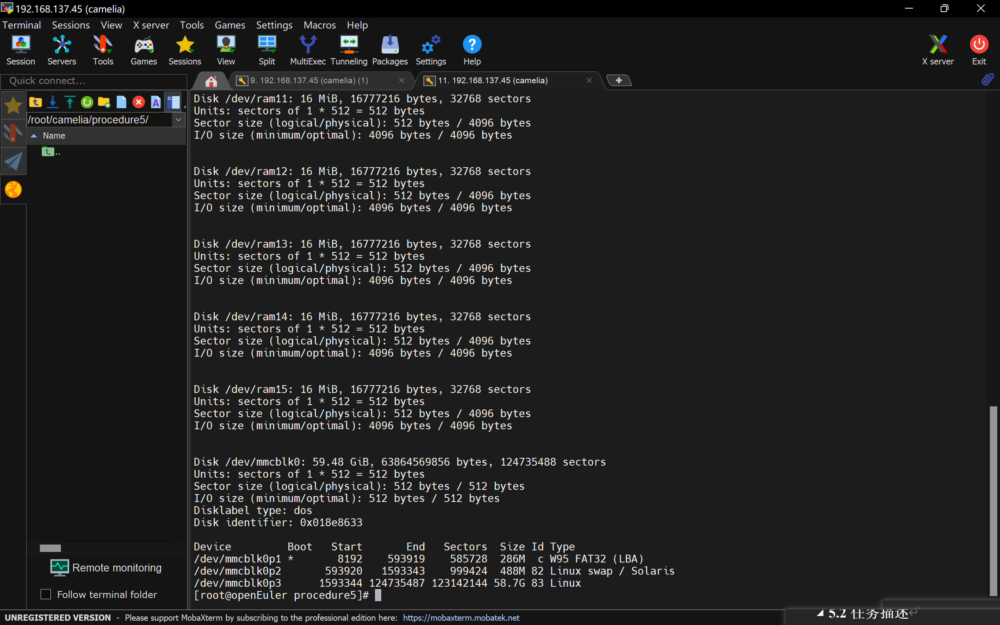 192.168.137.45 (camelia)
Terminal Sessions View X server Tools Games Settings Macros Help
Session Servers Tools Games Sessions View Split MultiExec Tunneling Packages Settings Help X server Exit
Quick connect...
9. 192.168.137.45 (camelia) (1)
11. 192.168.137.45 (camelia)
/root/camelia/procedure5/
Name
..
Disk /dev/ram11: 16 MiB, 16777216 bytes, 32768 sectors
Units: sectors of 1 * 512 = 512 bytes
Sector size (logical/physical): 512 bytes / 4096 bytes
I/O size (minimum/optimal): 4096 bytes / 4096 bytes
Disk /dev/ram12: 16 MiB, 16777216 bytes, 32768 sectors
Units: sectors of 1 * 512 = 512 bytes
Sector size (logical/physical): 512 bytes / 4096 bytes
I/O size (minimum/optimal): 4096 bytes / 4096 bytes
Disk /dev/ram13: 16 MiB, 16777216 bytes, 32768 sectors
Units: sectors of 1 * 512 = 512 bytes
Sector size (logical/physical): 512 bytes / 4096 bytes
I/O size (minimum/optimal): 4096 bytes / 4096 bytes
Disk /dev/ram14: 16 MiB, 16777216 bytes, 32768 sectors
Units: sectors of 1 * 512 = 512 bytes
Sector size (logical/physical): 512 bytes / 4096 bytes
I/O size (minimum/optimal): 4096 bytes / 4096 bytes
Disk /dev/ram15: 16 MiB, 16777216 bytes, 32768 sectors
Units: sectors of 1 * 512 = 512 bytes
Sector size (logical/physical): 512 bytes / 4096 bytes
I/O size (minimum/optimal): 4096 bytes / 4096 bytes
Disk /dev/mmcblk0: 59.48 GiB, 63864569856 bytes, 124735488 sectors
Units: sectors of 1 * 512 = 512 bytes
Sector size (logical/physical): 512 bytes / 512 bytes
I/O size (minimum/optimal): 512 bytes / 512 bytes
Disklabel type: dos
Disk identifier: 0x018e8633
Device Boot Start End Sectors Size Id Type
/dev/mmcblk0p1 * 8192 593919 585728 286M c W95 FAT32 (LBA)
/dev/mmcblk0p2 593920 1593343 999424 488M 82 Linux swap / Solaris
/dev/mmcblk0p3 1593344 124735487 123142144 58.7G 83 Linux
[root@openEuler procedure5]#
Remote monitoring
Follow terminal folder
UNREGISTERED VERSION - Please support MobaXterm by subscribing to the professional edition here: https://mobaxterm.mobatek.net
5.2 任务描述